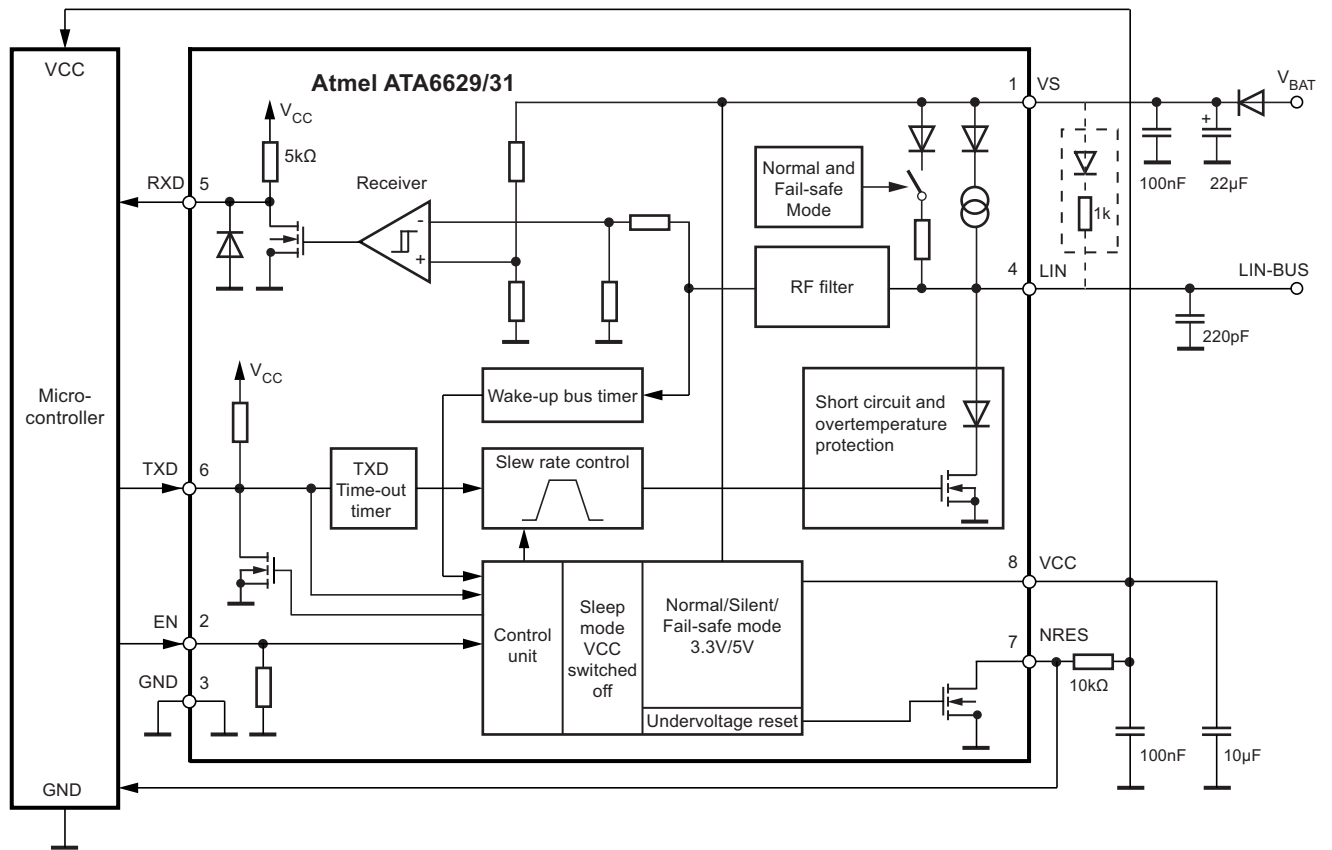 VCC
Atmel ATA6629/31
1
VS
VBAT
VCC
5kΩ
Receiver
RXD
5
-
+
Normal and
Fail-safe
Mode
+
100nF
22µF
1k
4
LIN
LIN-BUS
RF filter
220pF
VCC
Wake-up bus timer
Short circuit and
overtemperature
protection
Micro-
controller
TXD
6
TXD
Time-out
timer
Slew rate control
8
VCC
EN
2
Control
unit
Sleep
mode
VCC
switched
off
Normal/Silent/
Fail-safe mode
3.3V/5V
7
NRES
10kΩ
GND
3
Undervoltage reset
100nF
10µF
GND